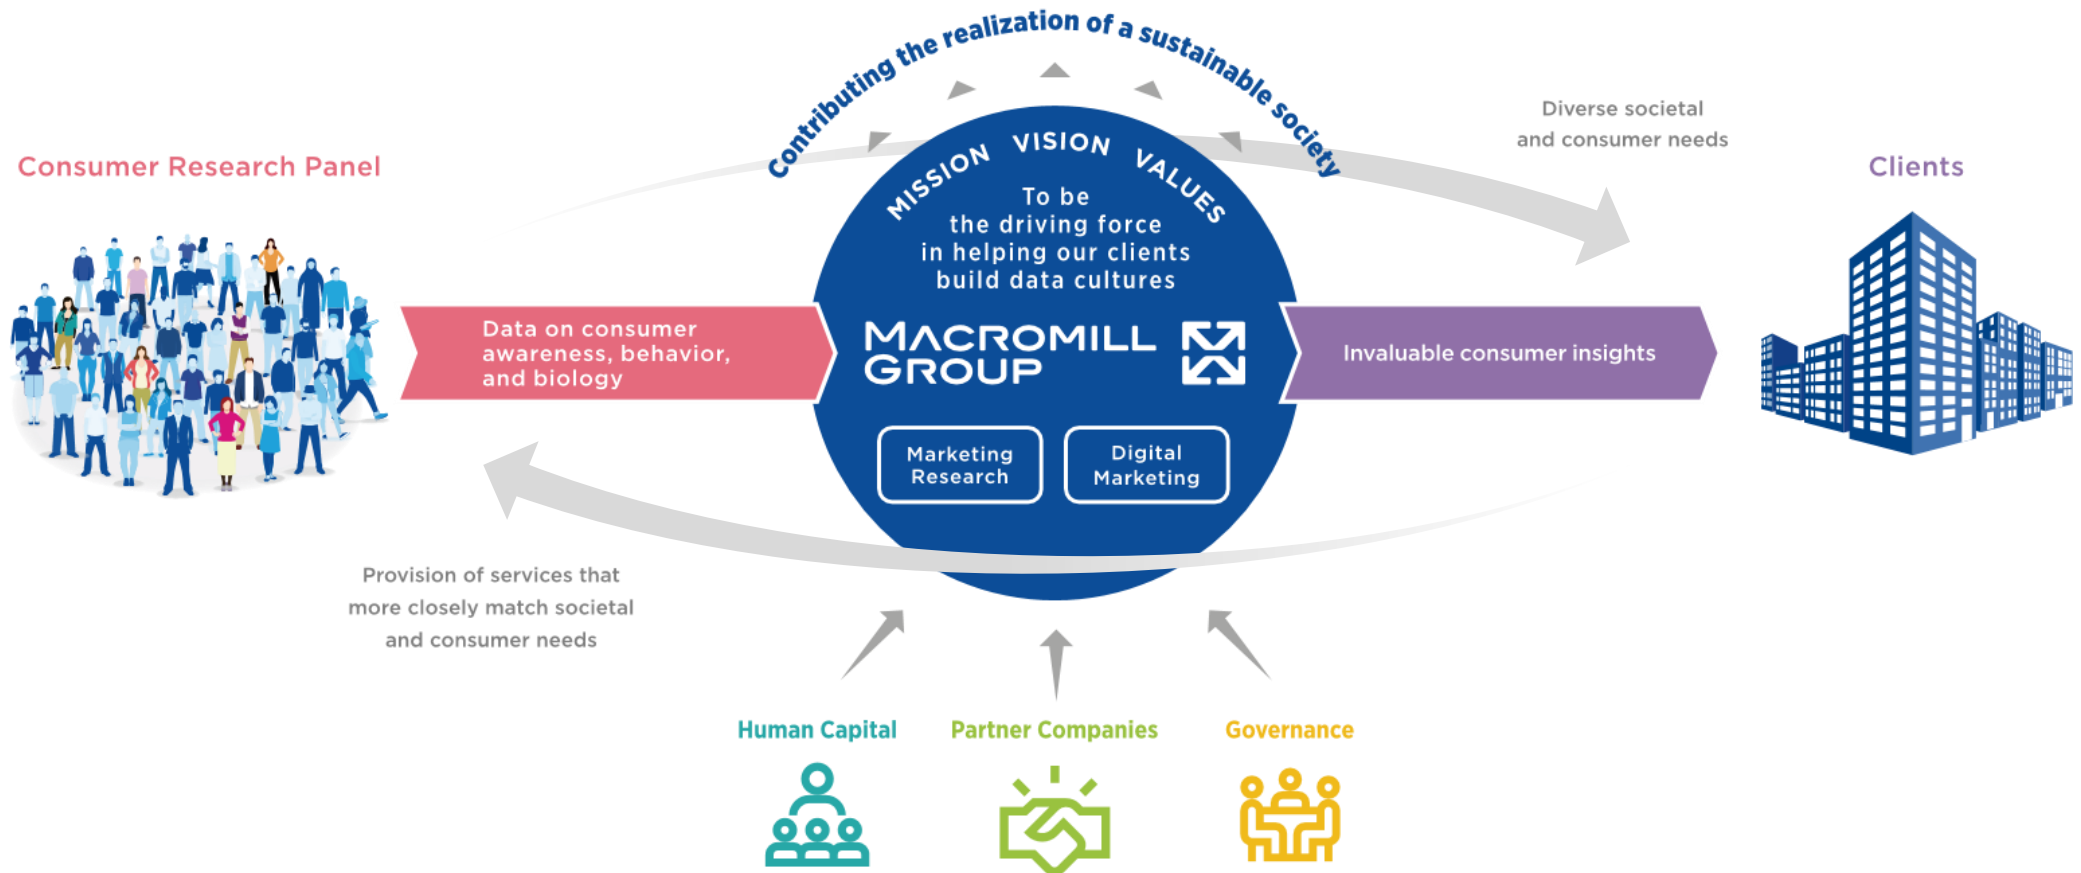 Contributing the realization of a sustainable society
Diverse societal
and consumer needs
Consumer Research Panel
Clients
MISSION VISION VALUES
To be
the driving force
in helping our clients
build data cultures
Data on consumer
awareness, behavior,
and biology
MACROMILL
GROUP
Invaluable consumer insights
Marketing
Research
Digital
Marketing
Provision of services that
more closely match societal
and consumer needs
Human Capital
Partner Companies
Governance